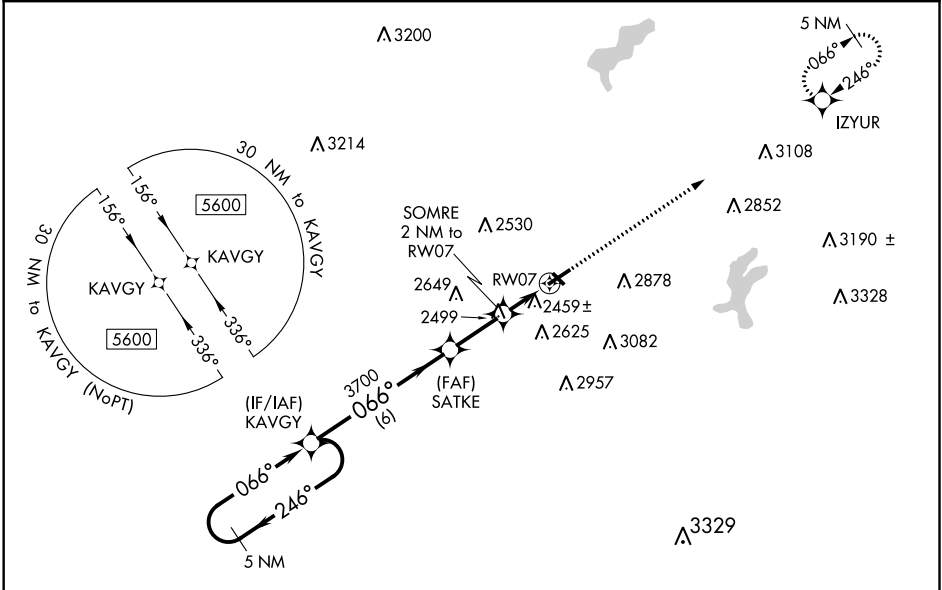 3200
5 NM
066°
246°
IZYUR
3214
3108
30 NM to KAVGY
156°
5600
KAVGY
336°
30 NM to KAVGY (NoPT)
156°
KAVGY
5600
336°
SOMRE
2 NM to
RW07
2530
2852
3190 ±
RW07
2649
2878
2499
2459±
3328
2625
3082
(FAF)
SATKE
2957
3700
066°
(6)
(IF/IAF)
KAVGY
066°
246°
5 NM
3329